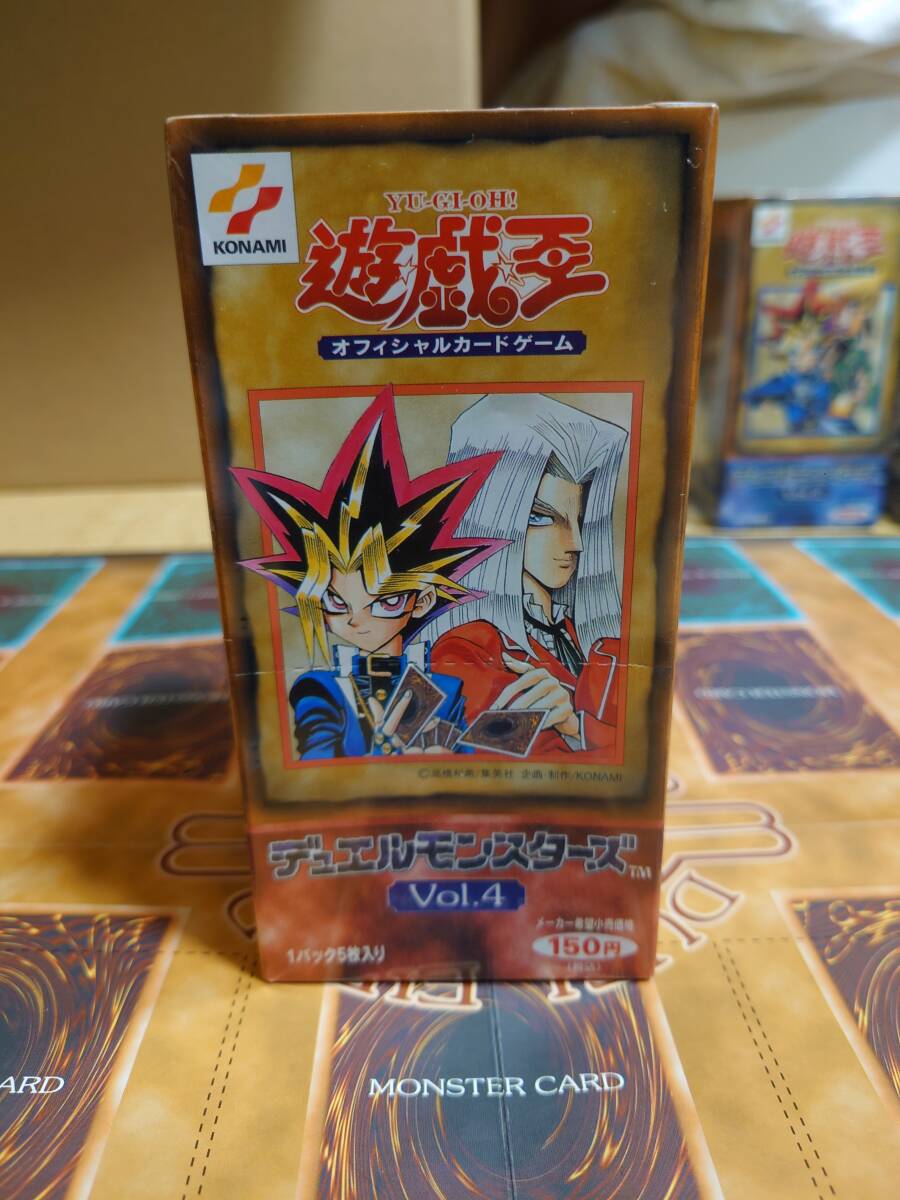 KONAMI
YU-GI-OH!
遊戯王
オフィシャルカードゲーム
©高橋和希/集英社 企画・制作/KONAMI
デュエルモンスターズ™
Vol.4
メーカー希望小売価格
150円
(税込)
1パック5枚入り
MONSTER CARD
ARD